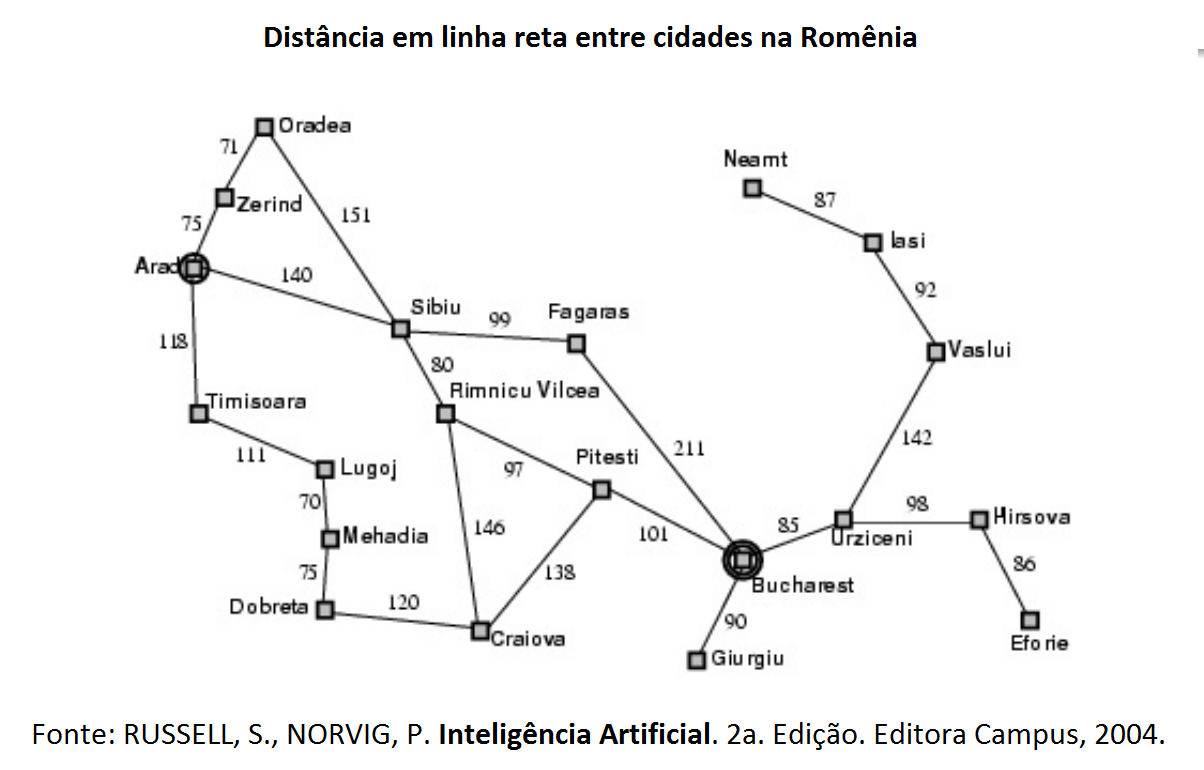 Distância em linha reta entre cidades na Romênia
Oradea
71
Neamt
87
Zerind
151
75
Iasi
Arad
140
92
Sibiu
Fagaras
99
118
80
Vaslui
Rimnicu Vilcea
Timisoara
142
211
111
Pitesti
Lugoj
97
70
98
Hirsova
146
85
101
Urziceni
Mehadia
86
75
138
Bucharest
Dobreta
120
90
Craiova
Eforie
Giurgiu
Fonte: RUSSELL, S., NORVIG, P. Inteligência Artificial. 2a. Edição. Editora Campus, 2004.